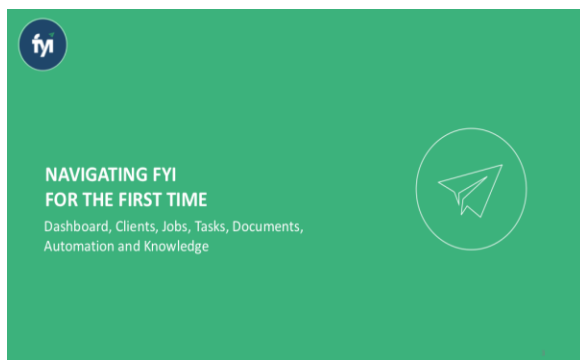 fyi
NAVIGATING FYI
FOR THE FIRST TIME
Dashboard, Clients, Jobs, Tasks, Documents,
Automation and Knowledge